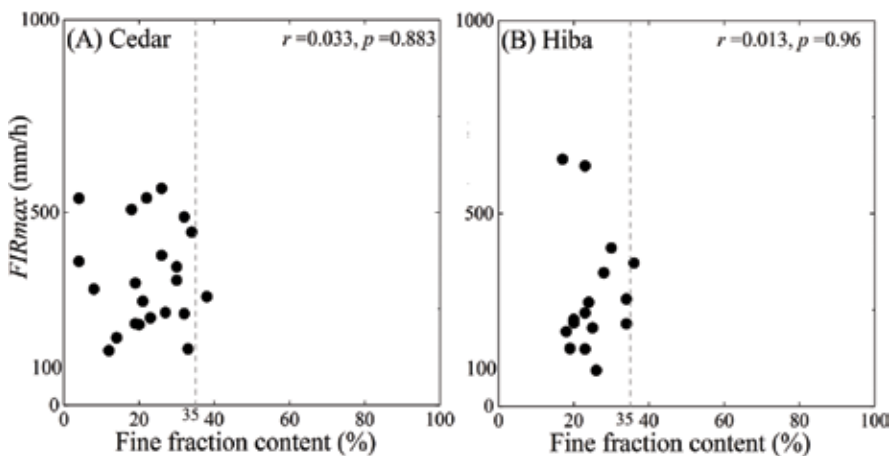 (A) Cedar
r =0.033, p =0.883
1000
500
100
0
FIRmax (mm/h)
0 20 35 40 60 80 100
Fine fraction content (%)
(B) Hiba
r =0.013, p =0.96
1000
500
100
0
0 20 35 40 60 80 100
Fine fraction content (%)